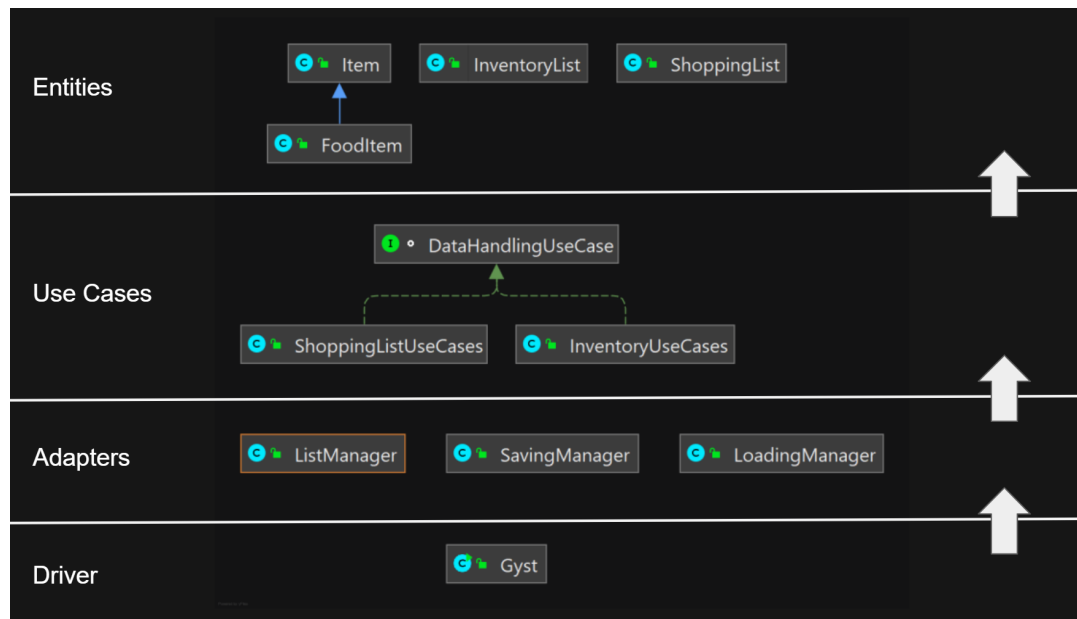 Entities
Item
InventoryList
ShoppingList
FoodItem
Use Cases
DataHandlingUseCase
ShoppingListUseCases
InventoryUseCases
Adapters
ListManager
SavingManager
LoadingManager
Driver
Gyst